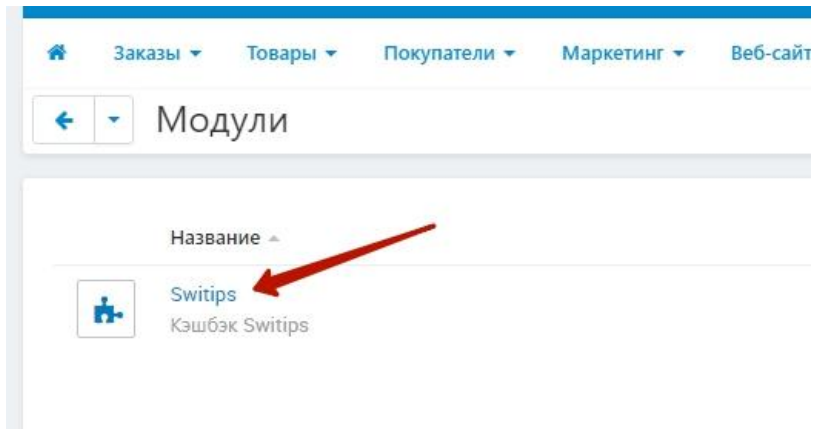 Заказы Товары Покупатели Маркетинг Веб-сайт
Модули
Название
Switips
Кэшбэк Switips